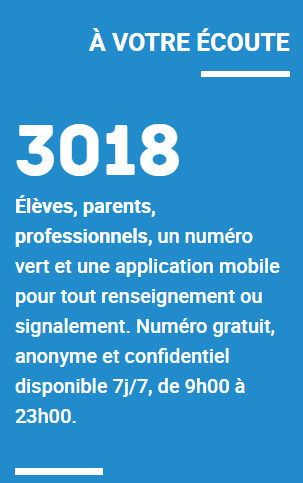 À VOTRE ÉCOUTE
3018
Élèves, parents,
professionnels, un numéro
vert et une application mobile
pour tout renseignement ou
signalement. Numéro gratuit,
anonyme et confidentiel
disponible 7j/7, de 9h00 à
23h00.